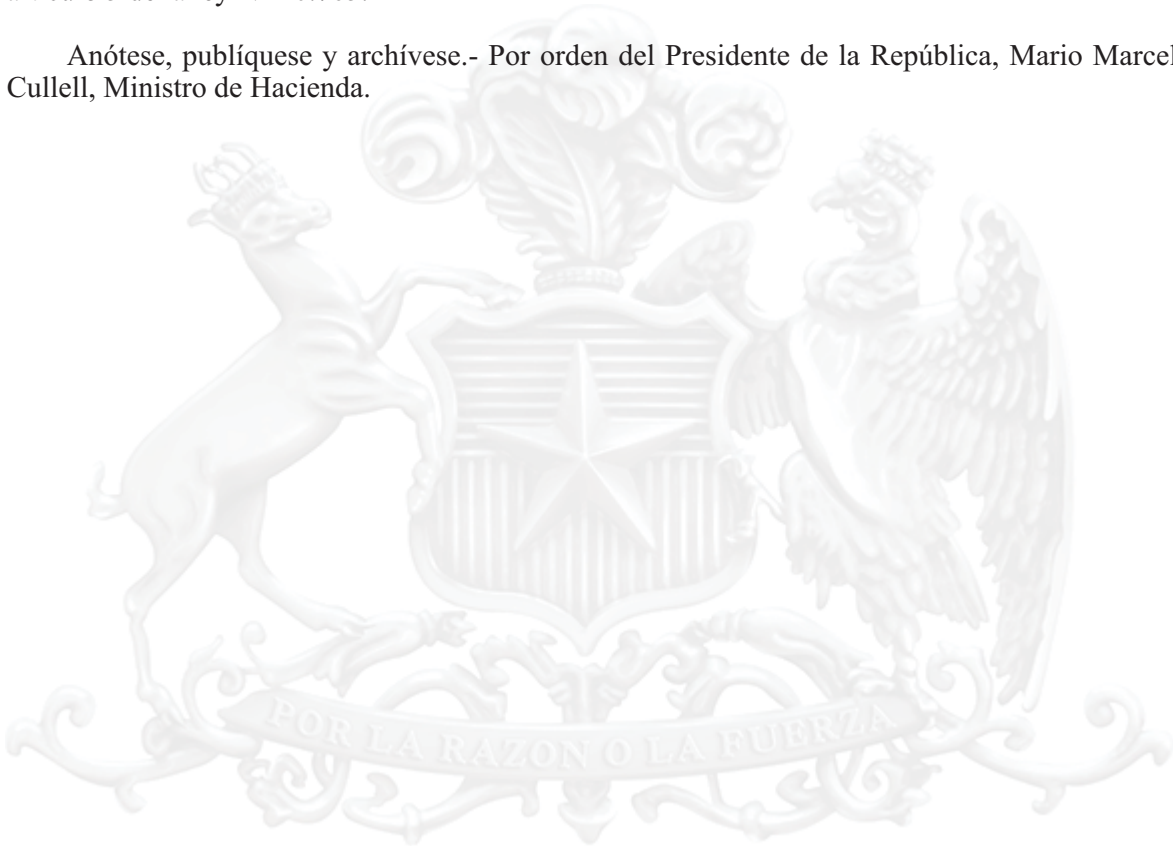 Anótese, publíquese y archívese.- Por orden del Presidente de la República, Mario Marcel
Cullell, Ministro de Hacienda.
POR LA RAZON O LA FUERZA